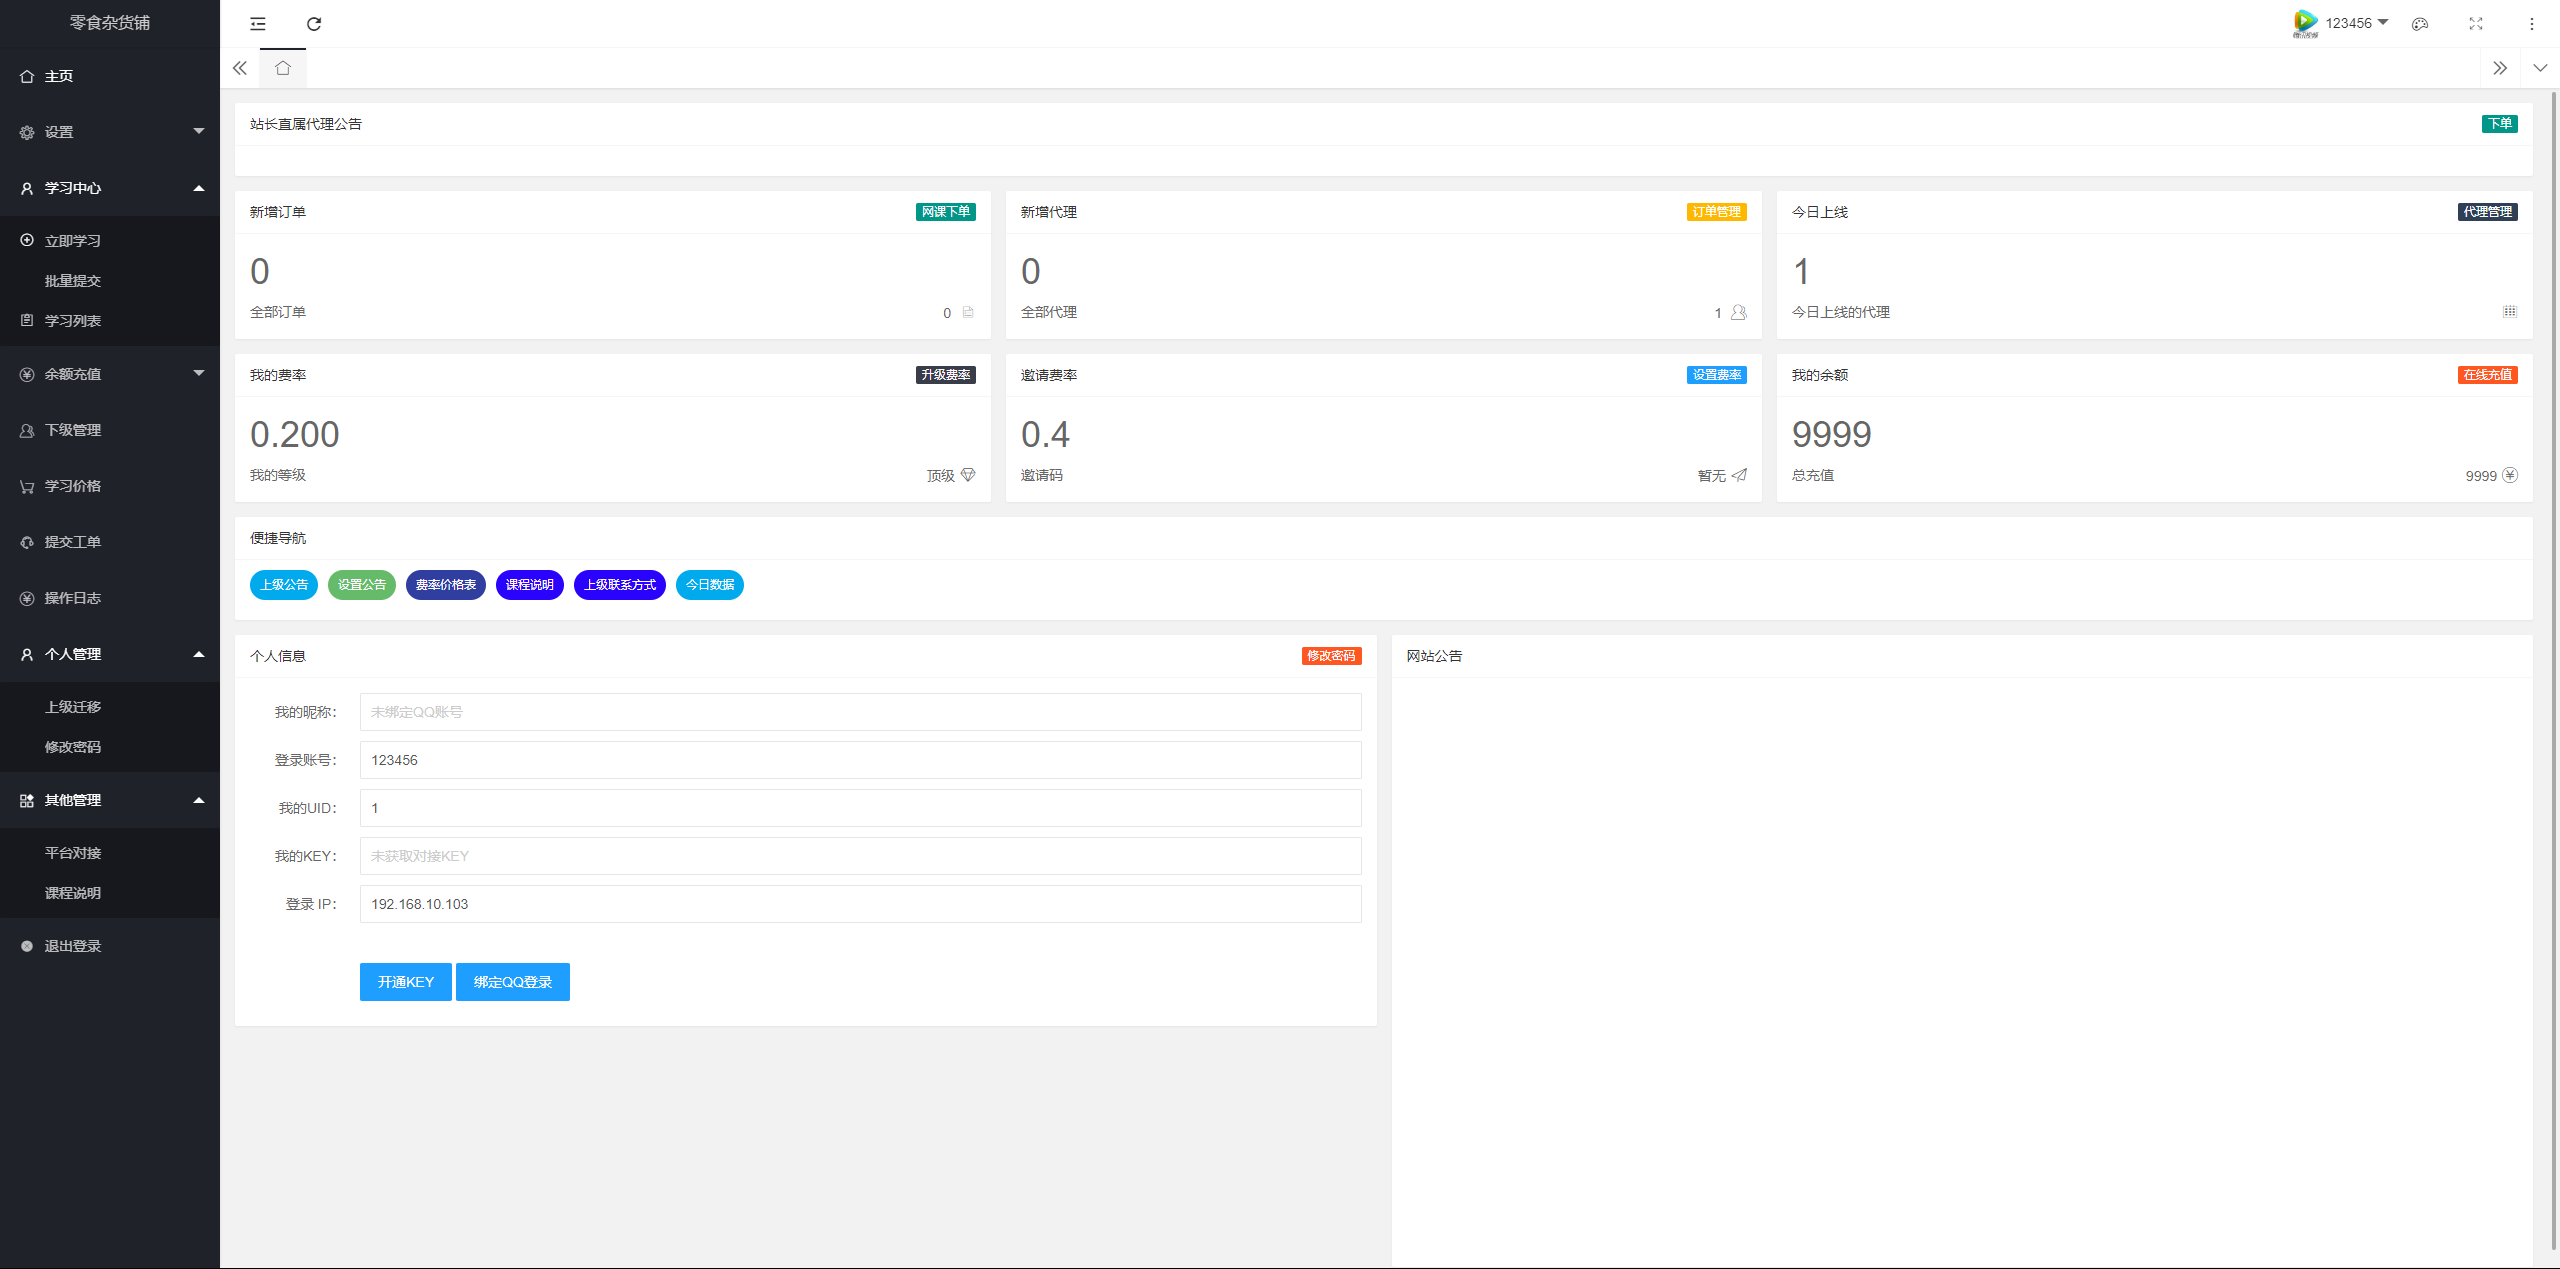 零食杂货铺
123456
主页
设置
学习中心
立即学习
批量提交
学习列表
余额充值
下级管理
学习价格
提交工单
操作日志
个人管理
上级迁移
修改密码
其他管理
平台对接
课程说明
退出登录
站长直属代理公告 下单
新增订单 网课下单
0
全部订单 0
新增代理 订单管理
0
全部代理 1
今日上线 代理管理
1
今日上线的代理
我的费率 升级费率
0.200
我的等级 顶级
邀请费率 设置费率
0.4
邀请码 暂无
我的余额 在线充值
9999
总充值 9999
便捷导航
上级公告 设置公告 费率价格表 课程说明 上级联系方式 今日数据
个人信息 修改密码
我的昵称： 未绑定QQ账号
登录账号： 123456
我的UID： 1
我的KEY： 未获取对接KEY
登录 IP： 192.168.10.103
开通KEY 绑定QQ登录
网站公告